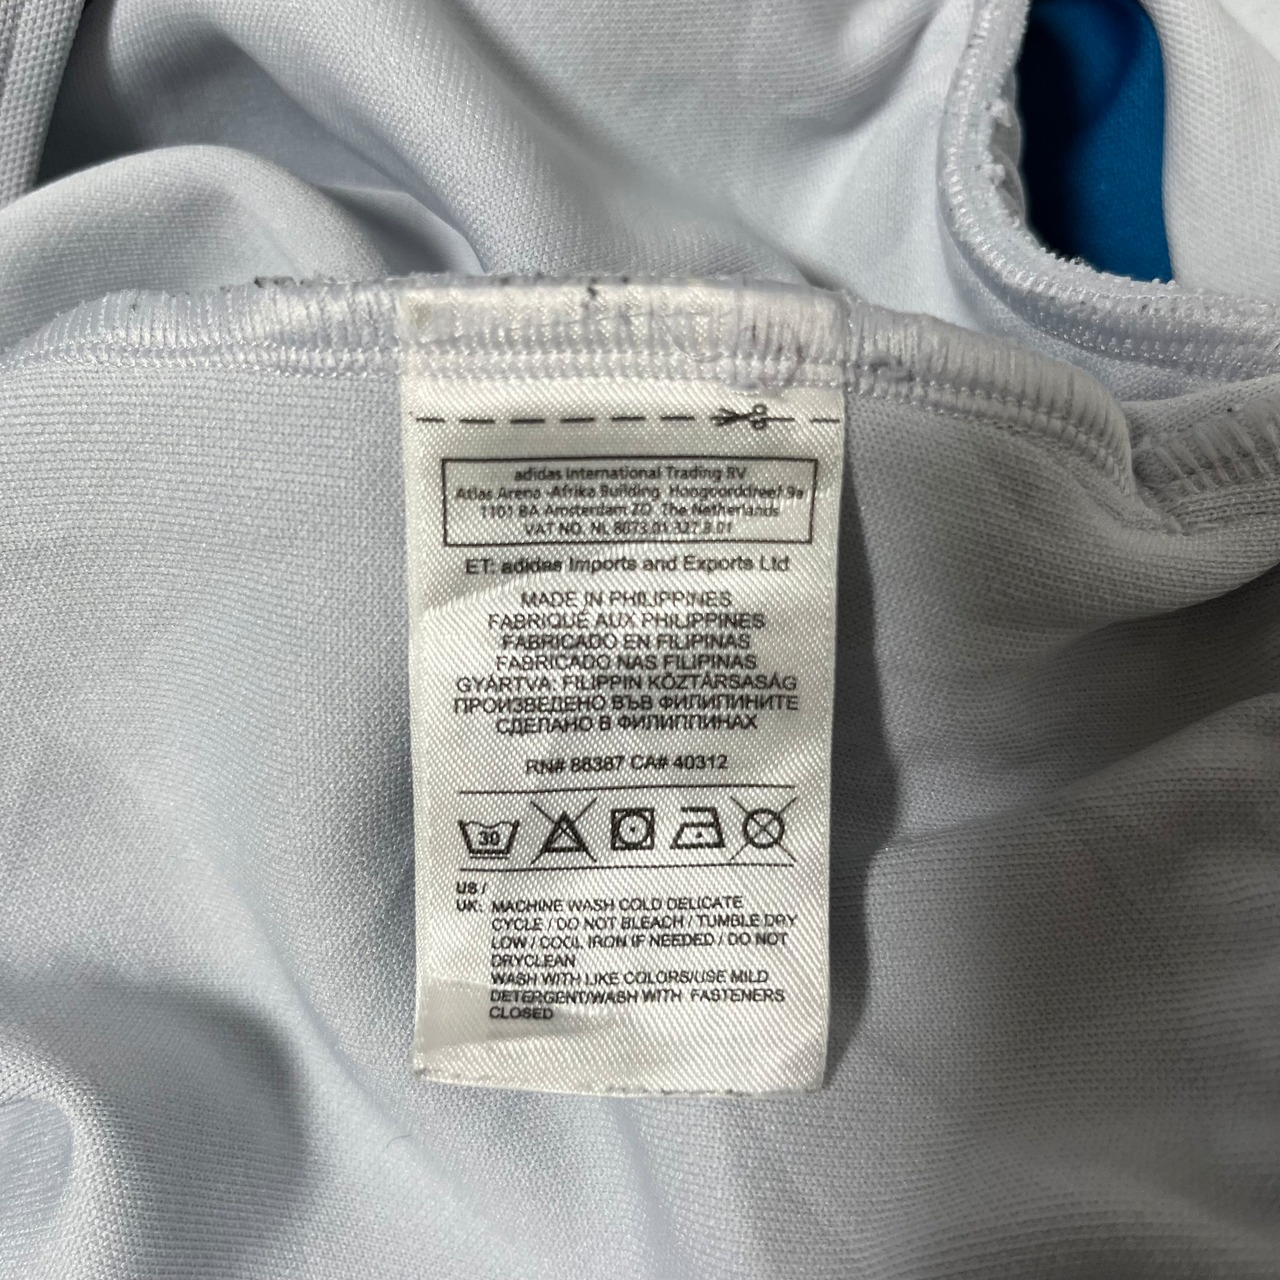 adidas International Trading BV
Atlas Arena -Afrika Building Hoogoorddreef 9a
1101 BA Amsterdam ZO The Netherlands
VAT NO. NL 8073.01.327.B.01
ET: adidas Imports and Exports Ltd
MADE IN PHILIPPINES
FABRIQUÉ AUX PHILIPPINES
FABRICADO EN FILIPINAS
FABRICADO NAS FILIPINAS
GYÁRTVA: FILIPPIN KÖZTÁRSASÁG
ПРОИЗВЕДЕНО ВЪВ ФИЛИПИНИТЕ
СДЕЛАНО В ФИЛИППИНАХ
RN# 88387 CA# 40312
30
US /
UK: MACHINE WASH COLD DELICATE
CYCLE / DO NOT BLEACH / TUMBLE DRY
LOW / COOL IRON IF NEEDED / DO NOT
DRYCLEAN
WASH WITH LIKE COLORS/USE MILD
DETERGENT/WASH WITH FASTENERS
CLOSED